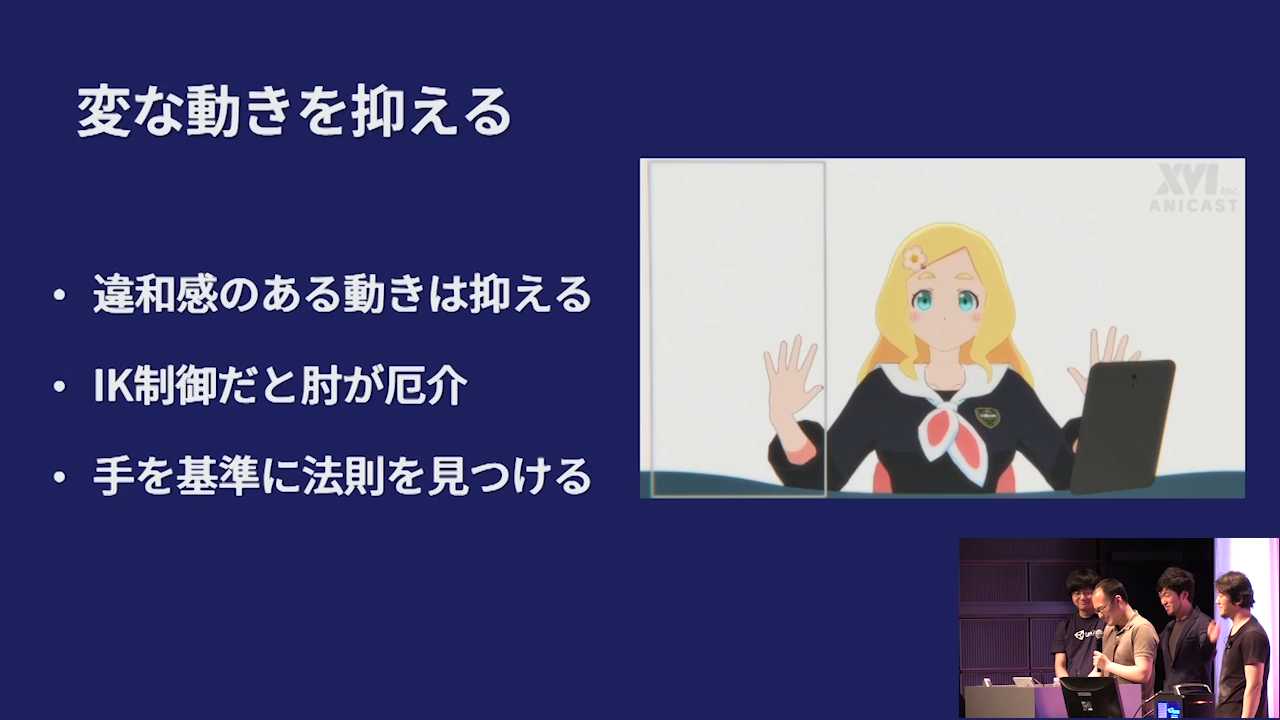 変な動きを抑える
• 違和感のある動きは抑える
• IK制御だと肘が厄介
• 手を基準に法則を見つける
XVI Inc.
ANICAST